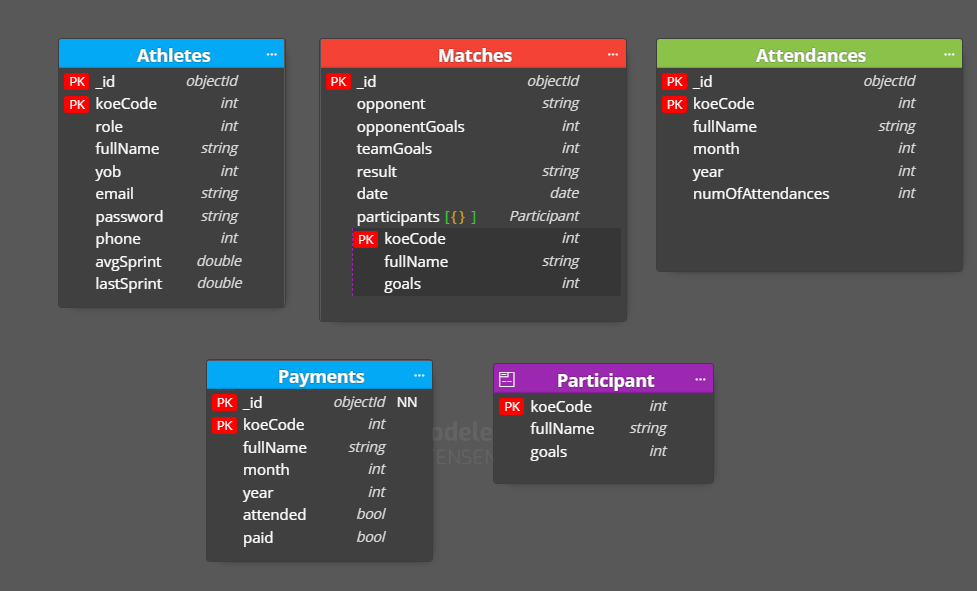 Athletes ...
PK _id objectId
PK koeCode int
role int
fullName string
yob int
email string
password string
phone int
avgSprint double
lastSprint double
Matches ...
PK _id objectId
opponent string
opponentGoals int
teamGoals int
result string
date date
participants [{} ] Participant
PK koeCode int
fullName string
goals int
Attendances ...
PK _id objectId
PK koeCode int
fullName string
month int
year int
numOfAttendances int
Payments ...
PK _id objectId NN
PK koeCode int
fullName string
month int
year int
attended bool
paid bool
Participant ...
PK koeCode int
fullName string
goals int